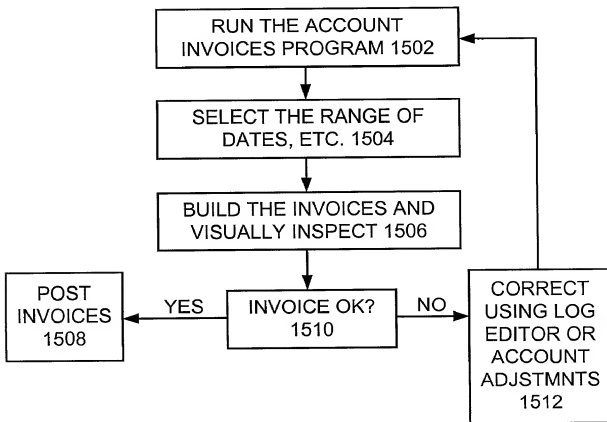 RUN THE ACCOUNT
INVOICES PROGRAM 1502
SELECT THE RANGE OF
DATES, ETC. 1504
BUILD THE INVOICES AND
VISUALLY INSPECT 1506
POST
INVOICES
1508
YES
INVOICE OK?
1510
NO
CORRECT
USING LOG
EDITOR OR
ACCOUNT
ADJSTMNTS
1512